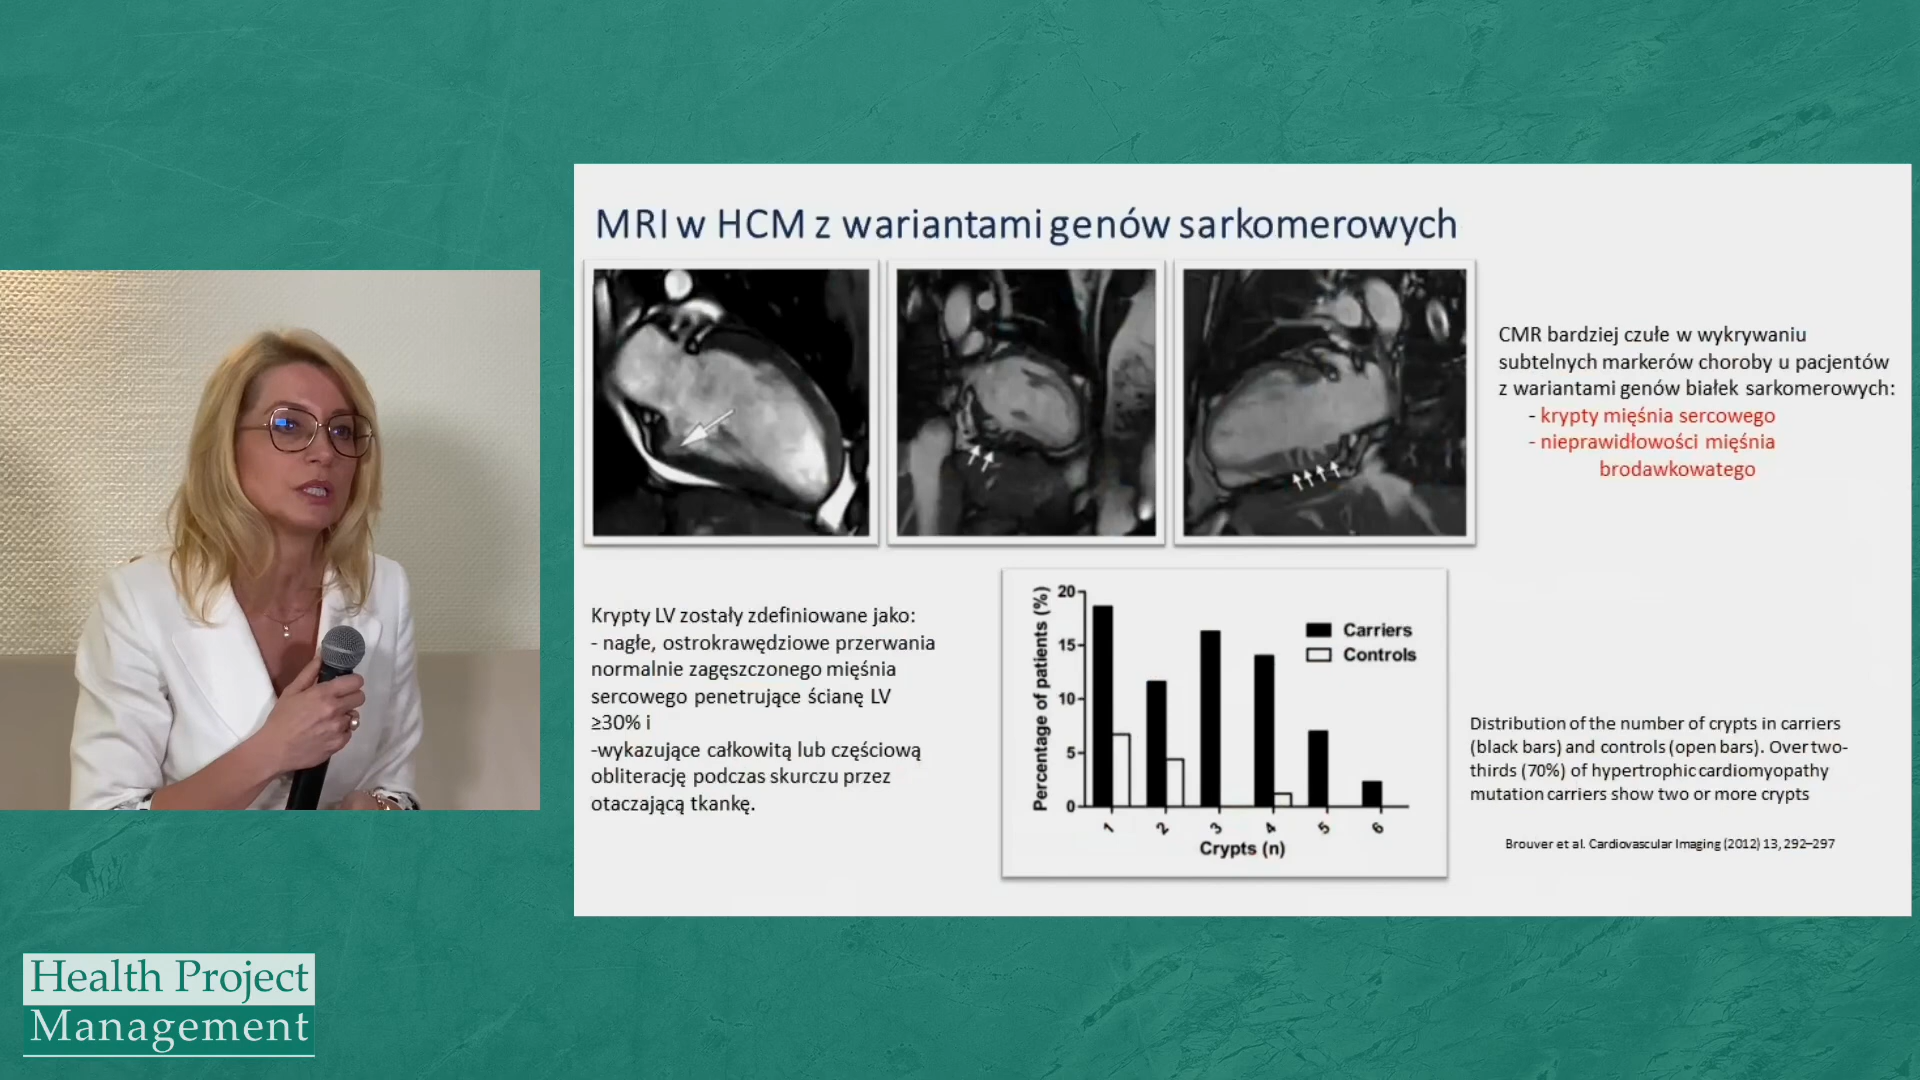 MRI w HCM z wariantami genów sarkomerowych
CMR bardziej czułe w wykrywaniu
subtelnych markerów choroby u pacjentów
z wariantami genów białek sarkomerowych:
- krypty mięśnia sercowego
- nieprawidłowości mięśnia
brodawkowatego
Krypty LV zostały zdefiniowane jako:
- nagłe, ostrokrawędziowe przerwania
normalnie zagęszczonego mięśnia
sercowego penetrujące ścianę LV
≥30% i
-wykazujące całkowitą lub częściową
obliterację podczas skurczu przez
otaczającą tkankę.
Percentage of patients (%)
20
15
10
5
0
Carriers
Controls
1 2 3 4 5 6
Crypts (n)
Distribution of the number of crypts in carriers
(black bars) and controls (open bars). Over two-
thirds (70%) of hypertrophic cardiomyopathy
mutation carriers show two or more crypts
Brouver et al. Cardiovascular Imaging (2012) 13, 292–297
Health Project
Management